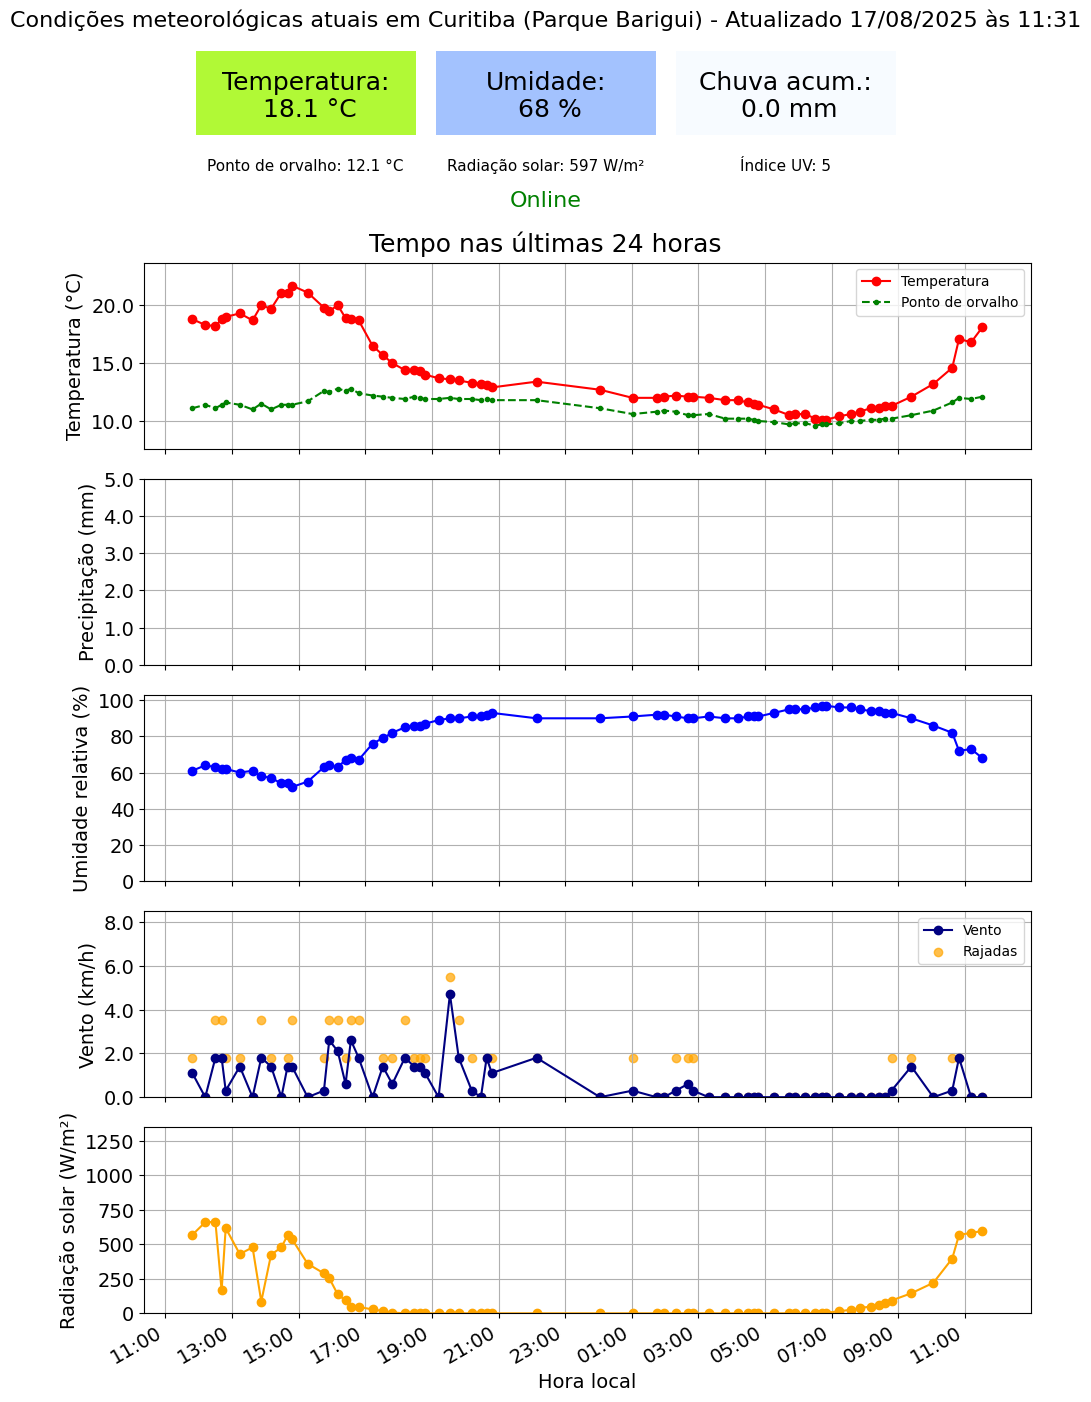 Condições meteorológicas atuais em Curitiba (Parque Barigui) - Atualizado 17/08/2025 às 11:31
Temperatura:
18.1 °C
Umidade:
68 %
Chuva acum.:
0.0 mm
Ponto de orvalho: 12.1 °C
Radiação solar: 597 W/m²
Índice UV: 5
Online
Tempo nas últimas 24 horas
Temperatura (°C)
20.0
15.0
10.0
Temperatura
Ponto de orvalho
Precipitação (mm)
5.0
4.0
3.0
2.0
1.0
0.0
Umidade relativa (%)
100
80
60
40
20
0
Vento (km/h)
8.0
6.0
4.0
2.0
0.0
Vento
Rajadas
Radiação solar (W/m²)
1250
1000
750
500
250
0
11:00
13:00
15:00
17:00
19:00
21:00
23:00
01:00
03:00
05:00
07:00
09:00
11:00
Hora local